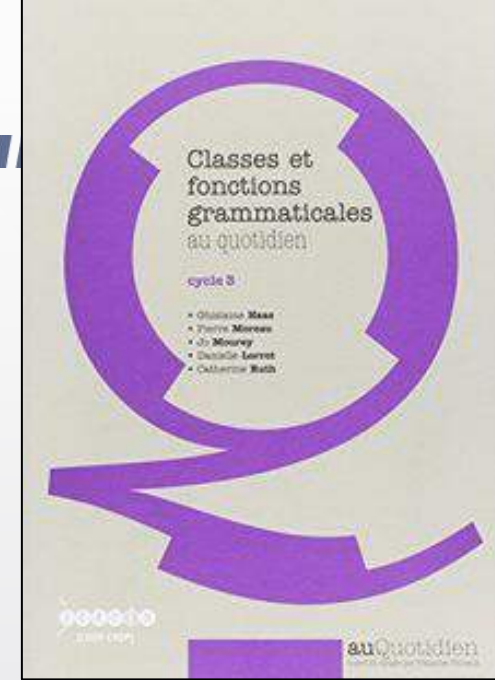 Classes et
fonctions
grammaticales
au quotidien
cycle 3
• Ghislaine Haas
• Pierre Moreau
• Jo Mourey
• Danielle Lorrot
• Catherine Ruth
auQuotidien